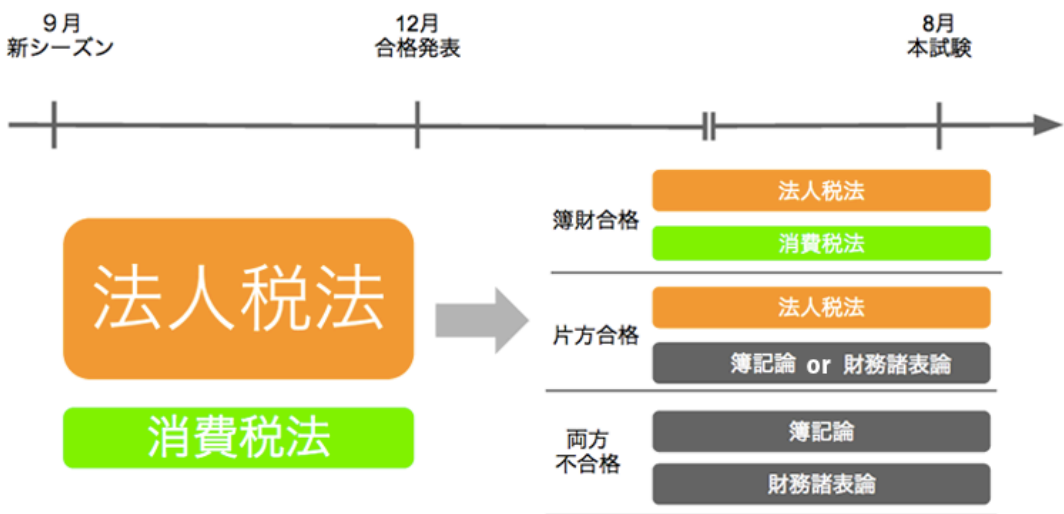 9月
新シーズン
12月
合格発表
8月
本試験
法人税法
消費税法
簿財合格
法人税法
消費税法
片方合格
法人税法
簿記論 or 財務諸表論
両方
不合格
簿記論
財務諸表論